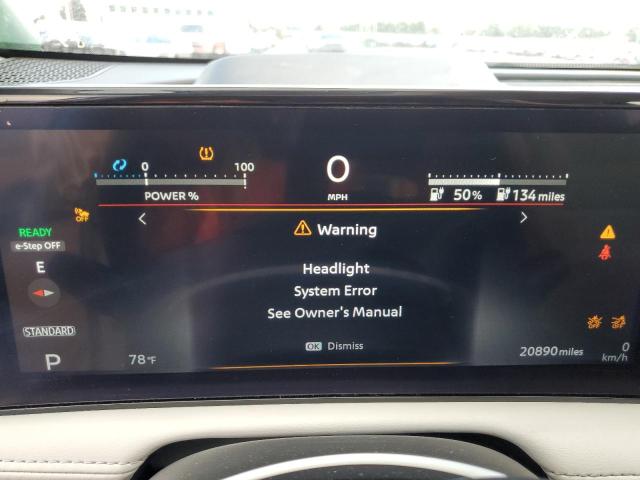 0
100
0
POWER %
MPH
50%
134 miles
OFF
Warning
READY
e-Step OFF
Headlight
E
System Error
See Owner's Manual
STANDARD
OK Dismiss
P
78°F
20890 miles
0
km/h